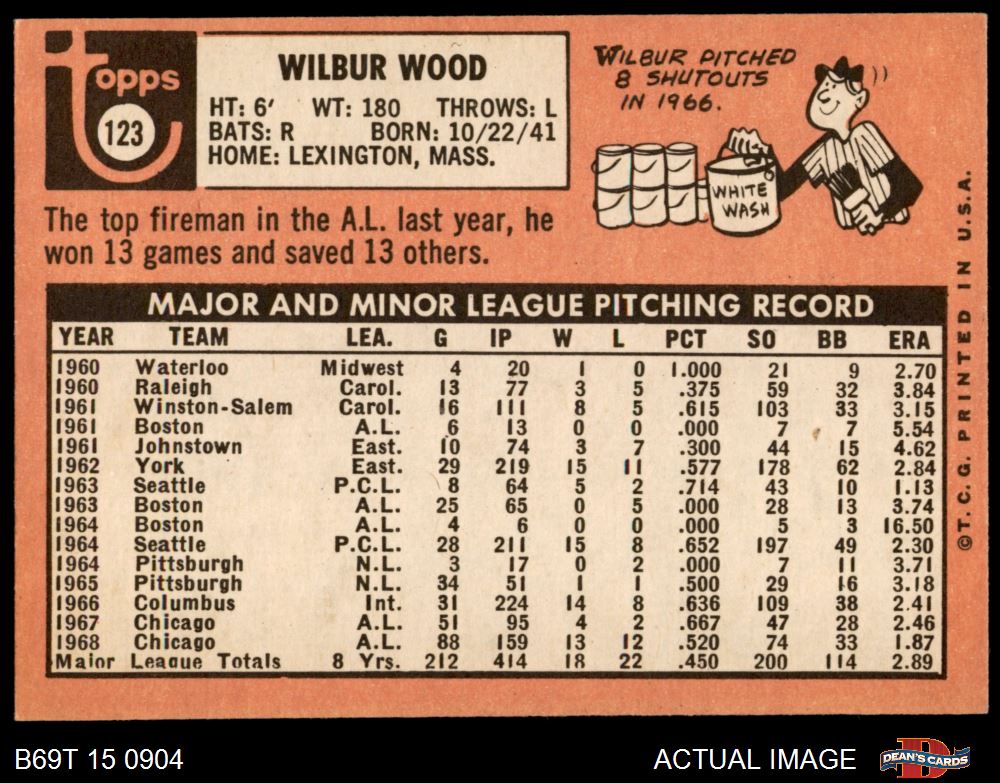 topps
123
WILBUR WOOD
HT: 6' WT: 180 THROWS: L
BATS: R BORN: 10/22/41
HOME: LEXINGTON, MASS.
WILBUR PITCHED
8 SHUTOUTS
IN 1966.
WHITE
WASH
The top fireman in the A.L. last year, he
won 13 games and saved 13 others.
MAJOR AND MINOR LEAGUE PITCHING RECORD
YEAR TEAM LEA. G IP W L PCT SO BB ERA
1960 Waterloo Midwest 4 20 1 0 1.000 21 9 2.70
1960 Raleigh Carol. 13 77 3 5 .375 59 32 3.84
1961 Winston-Salem Carol. 16 111 8 5 .615 103 33 3.15
1961 Boston A.L. 6 13 0 0 .000 7 7 5.54
1961 Johnstown East. 10 74 3 7 .300 44 15 4.62
1962 York East. 29 219 15 11 .577 178 62 2.84
1963 Seattle P.C.L. 8 64 5 2 .714 43 10 1.13
1963 Boston A.L. 25 65 0 5 .000 28 13 3.74
1964 Boston A.L. 4 6 0 0 .000 5 3 16.50
1964 Seattle P.C.L. 28 211 15 8 .652 197 49 2.30
1964 Pittsburgh N.L. 3 17 0 2 .000 7 11 3.71
1965 Pittsburgh N.L. 34 51 1 1 .500 29 16 3.18
1966 Columbus Int. 31 224 14 8 .636 109 38 2.41
1967 Chicago A.L. 51 95 4 2 .667 47 28 2.46
1968 Chicago A.L. 88 159 13 12 .520 74 33 1.87
Major League Totals 8 Yrs. 212 414 18 22 .450 200 114 2.89
©T.C.G. PRINTED IN U.S.A.
B69T 15 0904
ACTUAL IMAGE
D
DEAN'S CARDS